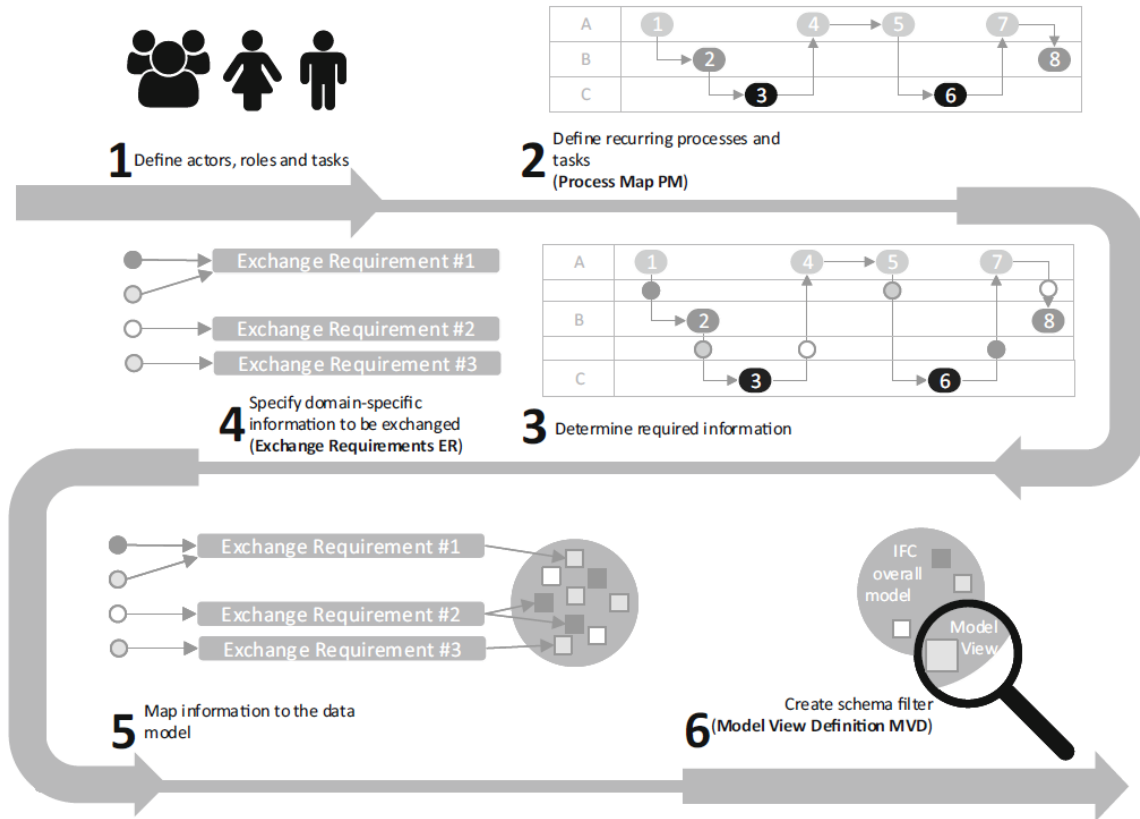 A 1 4 5 7
B 2 8
C 3 6
1 Define actors, roles and tasks
2 Define recurring processes and
tasks
(Process Map PM)
Exchange Requirement #1
Exchange Requirement #2
Exchange Requirement #3
A 1 4 5 7
B 2 8
C 3 6
4 Specify domain-specific
information to be exchanged
(Exchange Requirements ER)
3 Determine required information
Exchange Requirement #1
Exchange Requirement #2
Exchange Requirement #3
IFC
overall
model
Model
View
5 Map information to the data
model
6 Create schema filter
(Model View Definition MVD)